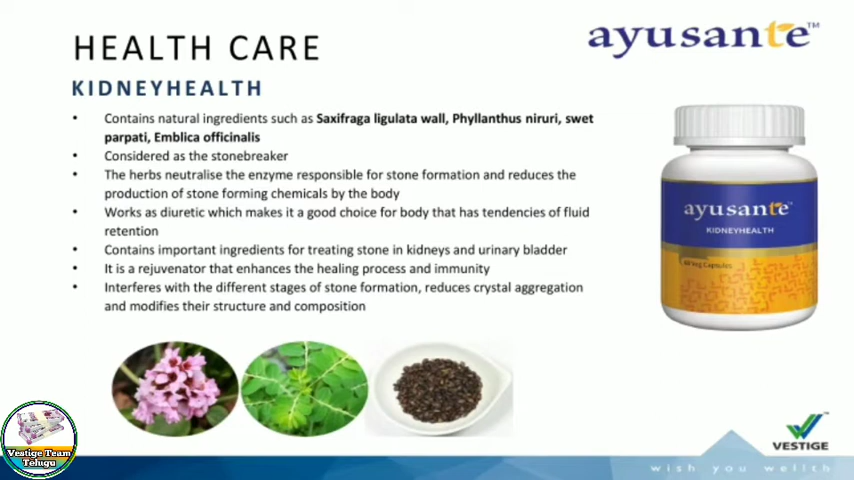 HEALTH CARE
ayusante™
KIDNEYHEALTH
• Contains natural ingredients such as Saxifraga ligulata wall, Phyllanthus niruri, swet
parpati, Emblica officinalis
• Considered as the stonebreaker
• The herbs neutralise the enzyme responsible for stone formation and reduces the
production of stone forming chemicals by the body
• Works as diuretic which makes it a good choice for body that has tendencies of fluid
retention
• Contains important ingredients for treating stone in kidneys and urinary bladder
• It is a rejuvenator that enhances the healing process and immunity
• Interferes with the different stages of stone formation, reduces crystal aggregation
and modifies their structure and composition
ayusante™
KIDNEYHEALTH
Veg Capsules
Vestige Team
Telugu
VESTIGE
wish you wellth